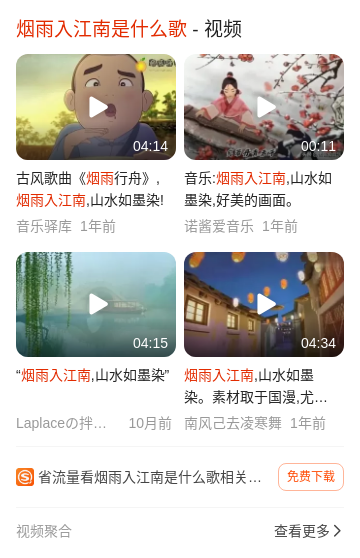 烟雨入江南是什么歌 - 视频
04:14
00:11
古风歌曲《烟雨行舟》,
烟雨入江南,山水如墨染!
音乐驿库 1年前
音乐:烟雨入江南,山水如
墨染,好美的画面。
诺酱爱音乐 1年前
04:15
04:34
“烟雨入江南,山水如墨染”
Laplaceの拌… 10月前
烟雨入江南,山水如墨
染。素材取于国漫,尤…
南风己去凌寒舞 1年前
省流量看烟雨入江南是什么歌相关…
免费下载
视频聚合
查看更多